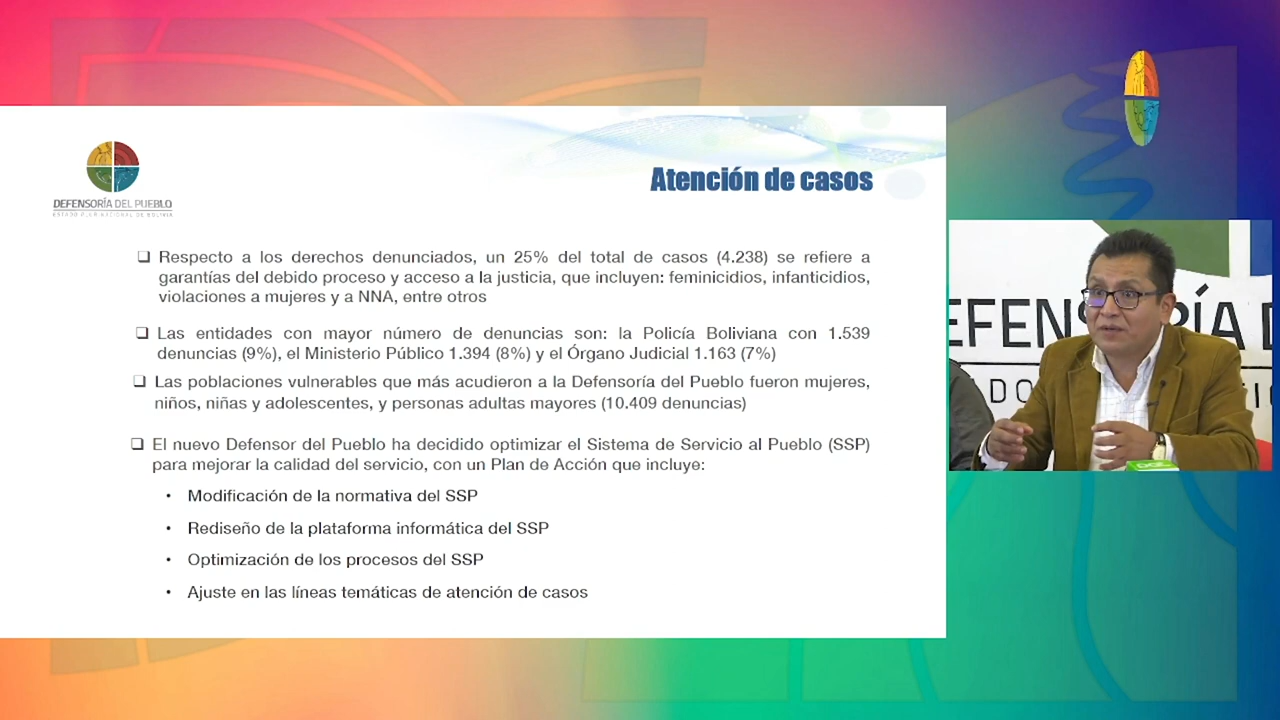 DEFENSORÍA DEL PUEBLO
ESTADO PLURINACIONAL DE BOLIVIA
Atención de casos
❑ Respecto a los derechos denunciados, un 25% del total de casos (4.238) se refiere a
garantías del debido proceso y acceso a la justicia, que incluyen: feminicidios, infanticidios,
violaciones a mujeres y a NNA, entre otros
❑ Las entidades con mayor número de denuncias son: la Policía Boliviana con 1.539
denuncias (9%), el Ministerio Público 1.394 (8%) y el Órgano Judicial 1.163 (7%)
❑ Las poblaciones vulnerables que más acudieron a la Defensoría del Pueblo fueron mujeres,
niños, niñas y adolescentes, y personas adultas mayores (10.409 denuncias)
❑ El nuevo Defensor del Pueblo ha decidido optimizar el Sistema de Servicio al Pueblo (SSP)
para mejorar la calidad del servicio, con un Plan de Acción que incluye:
• Modificación de la normativa del SSP
• Rediseño de la plataforma informática del SSP
• Optimización de los procesos del SSP
• Ajuste en las líneas temáticas de atención de casos
EFENS RÍA D
DO